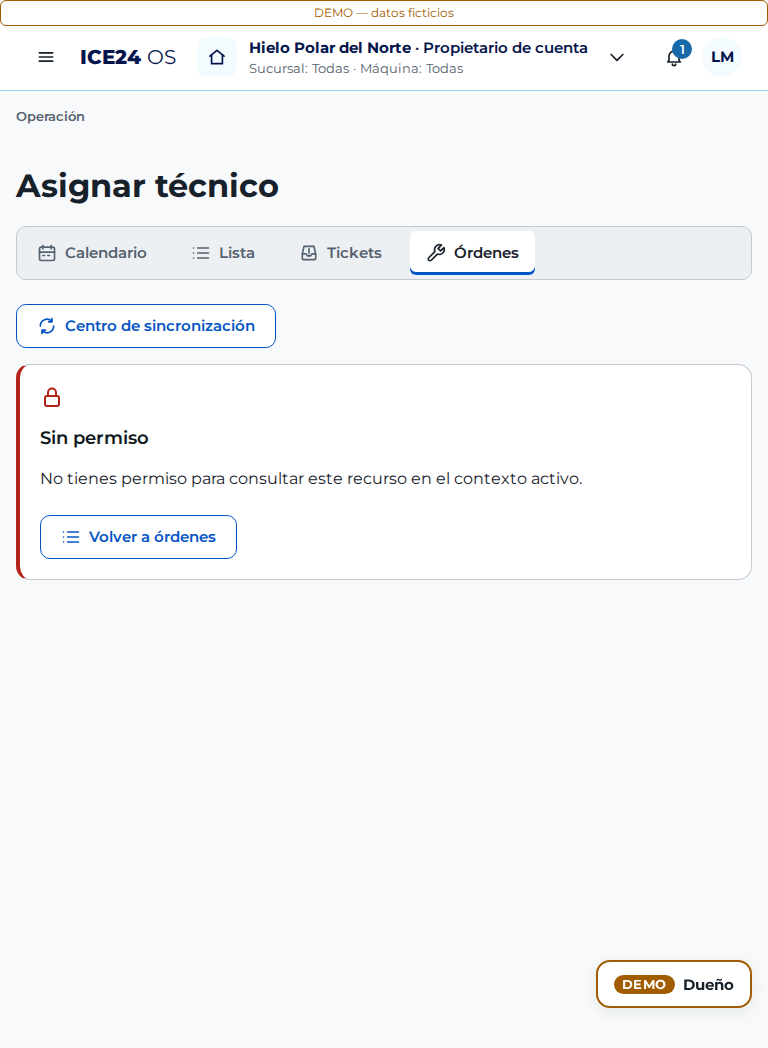 DEMO — datos ficticios
ICE24 OS
Hielo Polar del Norte · Propietario de cuenta
Sucursal: Todas · Máquina: Todas
1
LM
Operación
Asignar técnico
Calendario
Lista
Tickets
Órdenes
Centro de sincronización
Sin permiso
No tienes permiso para consultar este recurso en el contexto activo.
Volver a órdenes
DEMO Dueño